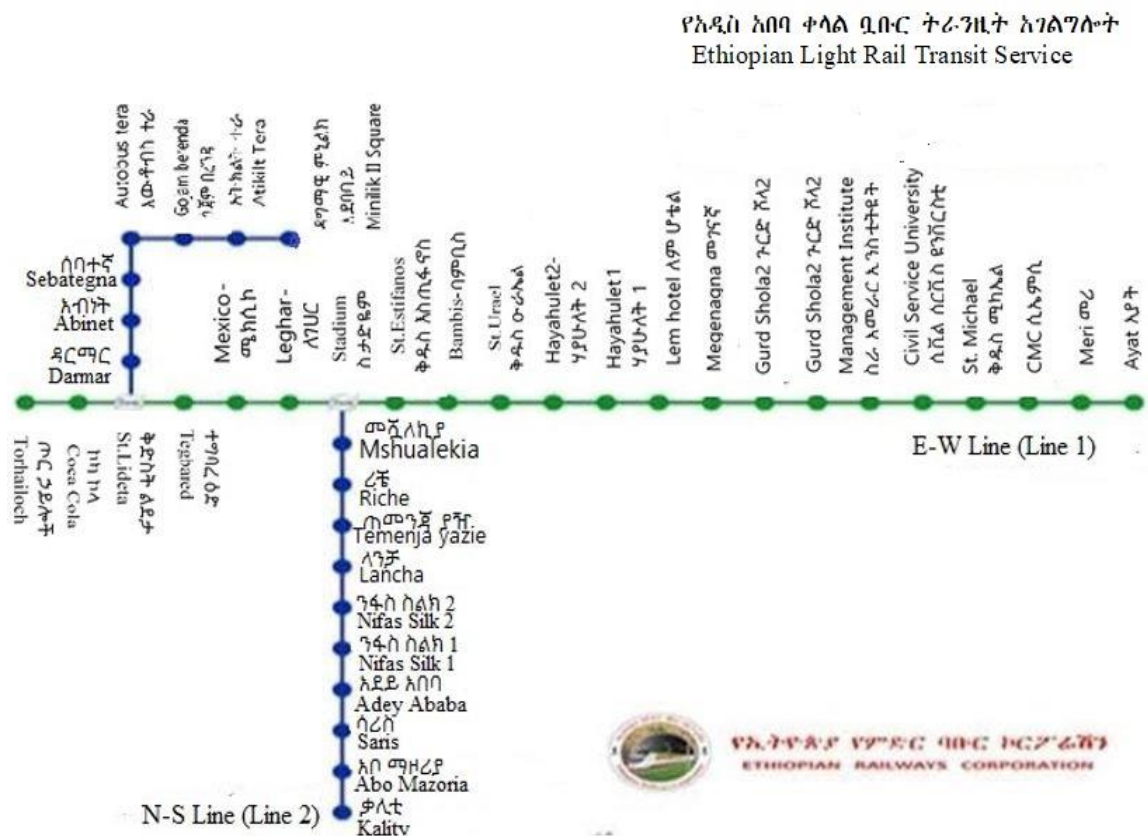 የአዲስ አበባ ቀላል ባቡር ትራንዚት አገልግሎት
Ethiopian Light Rail Transit Service
Autobus tera
አውቶብስ ተራ
Gojam be'enda
ጎጃም በረንዳ
አትክልት ተራ
Atikilt Tera
ዳግማዊ ምኒልክ
አደባባይ
Minilik II Square
ሰባተኛ
Sebategna
አብነት
Abinet
ዳርማር
Darmar
Mexico-
ሜክሲኮ
Leghar-
ለገሃር
Stadium
ስታድዬም
St.Estifanos
ቅዱስ እስጢፋኖስ
Bambis-ባምቢስ
St.Urael
ቅዱስ ዑራኤል
Hayahulet2-
ሃያሁለት 2
Hayahulet1
ሃያሁለት 1
Lem hotel ለም ሆቴል
Meqenaqna መገናኛ
Gurd Shola2 ጉርድ ሾላ2
Gurd Shola2 ጉርድ ሾላ2
Management Institute
ስራ አመራር ኢንስቲትዩት
Civil Service University
ሲቪል ሰርቪስ ዩንቨርስቲ
St. Michael
ቅዱስ ሚካኤል
CMC ሲኤምሲ
Meri መሪ
Ayat አያት
Torhailoch
ጦር ኃይሎች
Coca Cola
ኮካ ኮላ
St.Lideta
ቅድስት ልደታ
Tegbared
ተግባረዕድ
E-W Line (Line 1)
መሿለኪያ
Mshualekia
ሪቼ
Riche
ጠመንጃ ያዥ
Temenja yazie
ላንቻ
Lancha
ንፋስ ስልክ 2
Nifas Silk 2
ንፋስ ስልክ 1
Nifas Silk 1
አደይ አበባ
Adey Ababa
ሳሪስ
Saris
አቦ ማዞሪያ
Abo Mazoria
ቃሊቲ
Kality
N-S Line (Line 2)
የኢትዮጵያ የምድር ባቡር ኮርፖሬሽን
ETHIOPIAN RAILWAYS CORPORATION